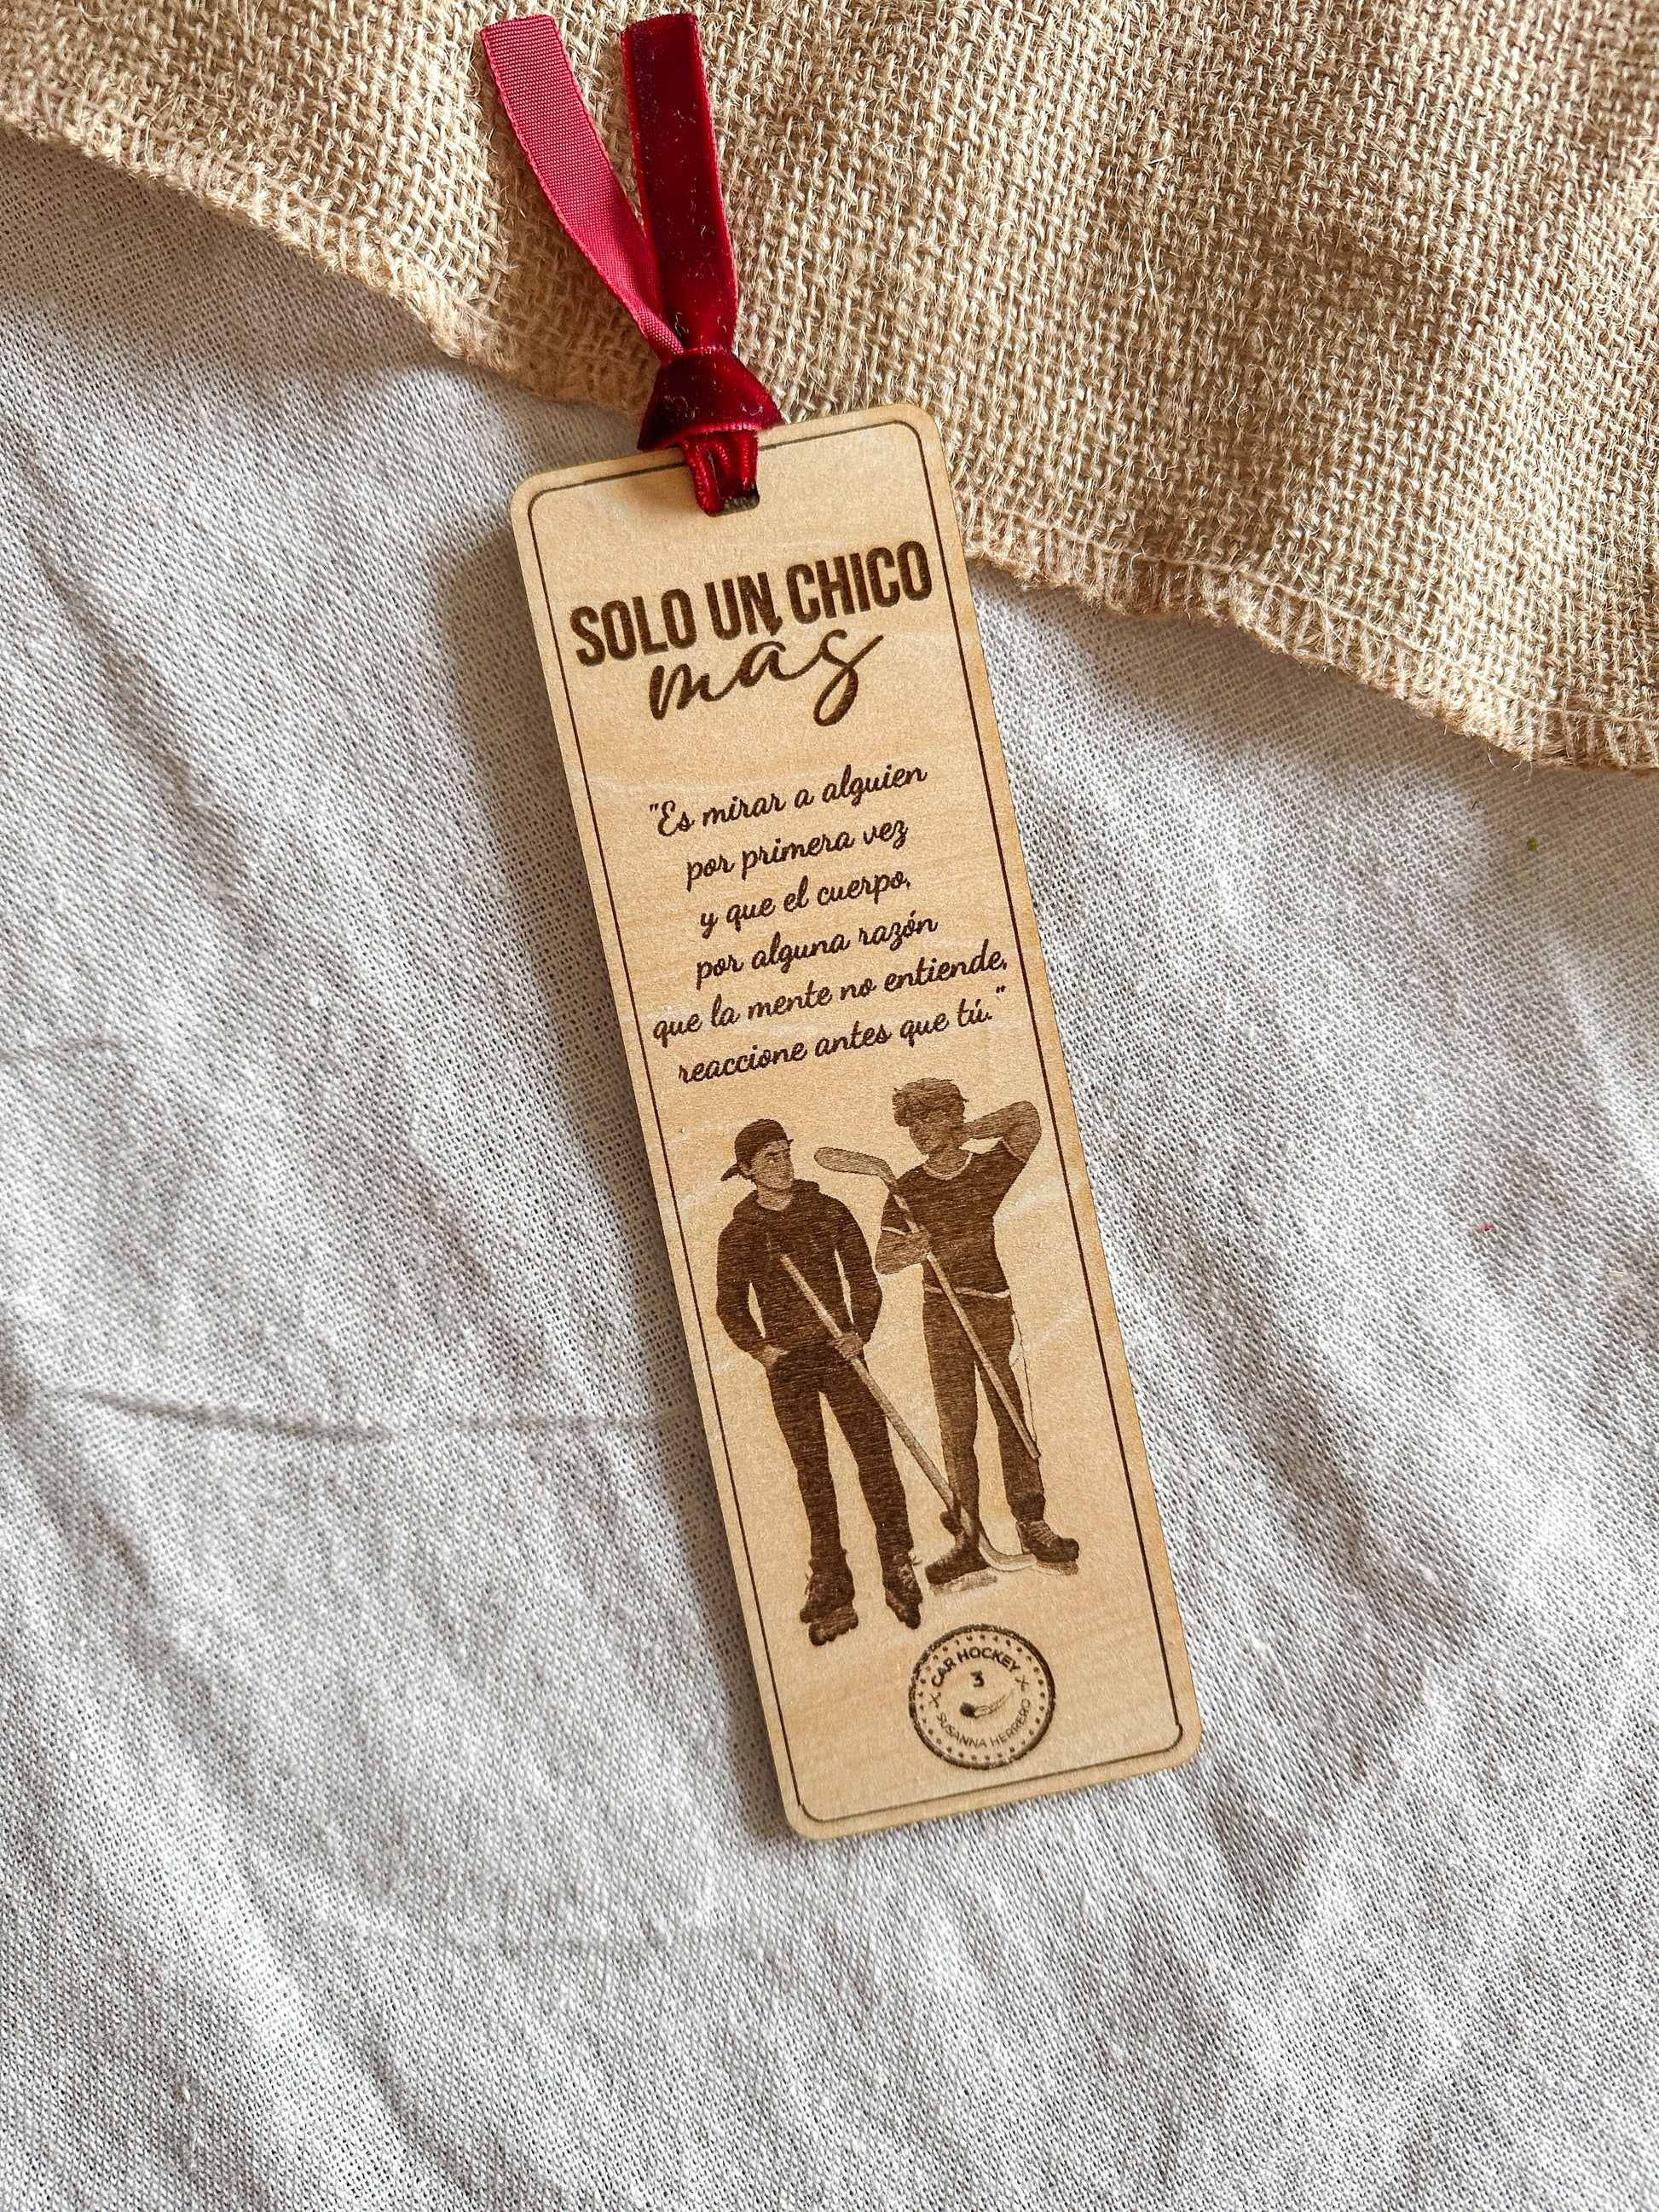 SOLO UN CHICO
más
"Es mirar a alguien
por primera vez
y que el cuerpo,
por alguna razón
que la mente no entiende,
reaccione antes que tú."
CAR HOCKEY
3
SUSANNA HERRERO